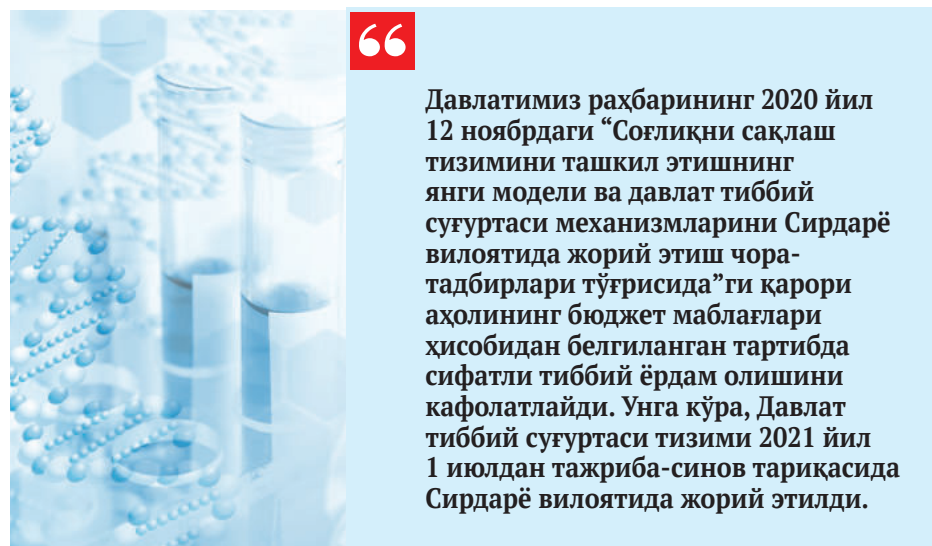 “
Давлатимиз раҳбарининг 2020 йил
12 ноябрдаги “Соғлиқни сақлаш
тизимини ташкил этишнинг
янги модели ва давлат тиббий
суғуртаси механизмларини Сирдарё
вилоятида жорий этиш чора-
тадбирлари тўғрисида”ги қарори
аҳолининг бюджет маблағлари
ҳисобидан белгиланган тартибда
сифатли тиббий ёрдам олишини
кафолатлайди. Унга кўра, Давлат
тиббий суғуртаси тизими 2021 йил
1 июлдан тажриба-синов тариқасида
Сирдарё вилоятида жорий этилди.